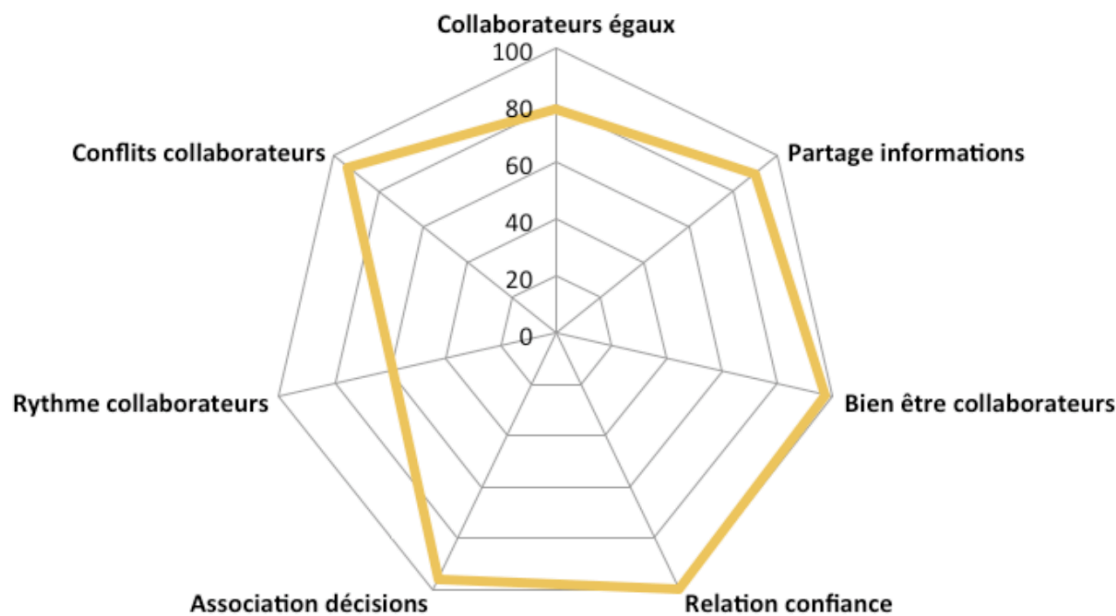 Collaborateurs égaux
100
80
60
40
20
0
Partage informations
Bien être collaborateurs
Relation confiance
Association décisions
Rythme collaborateurs
Conflits collaborateurs